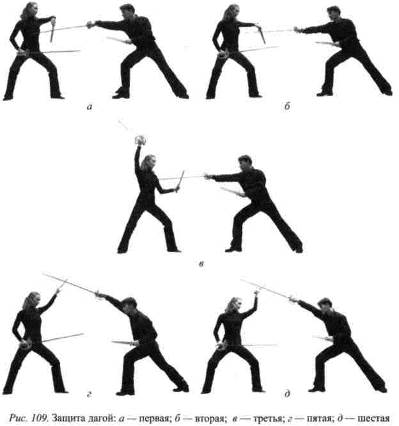 а
б
в
г
д
Рис. 109. Защита дагой: а — первая; б — вторая; в — третья; г — пятая; д — шестая